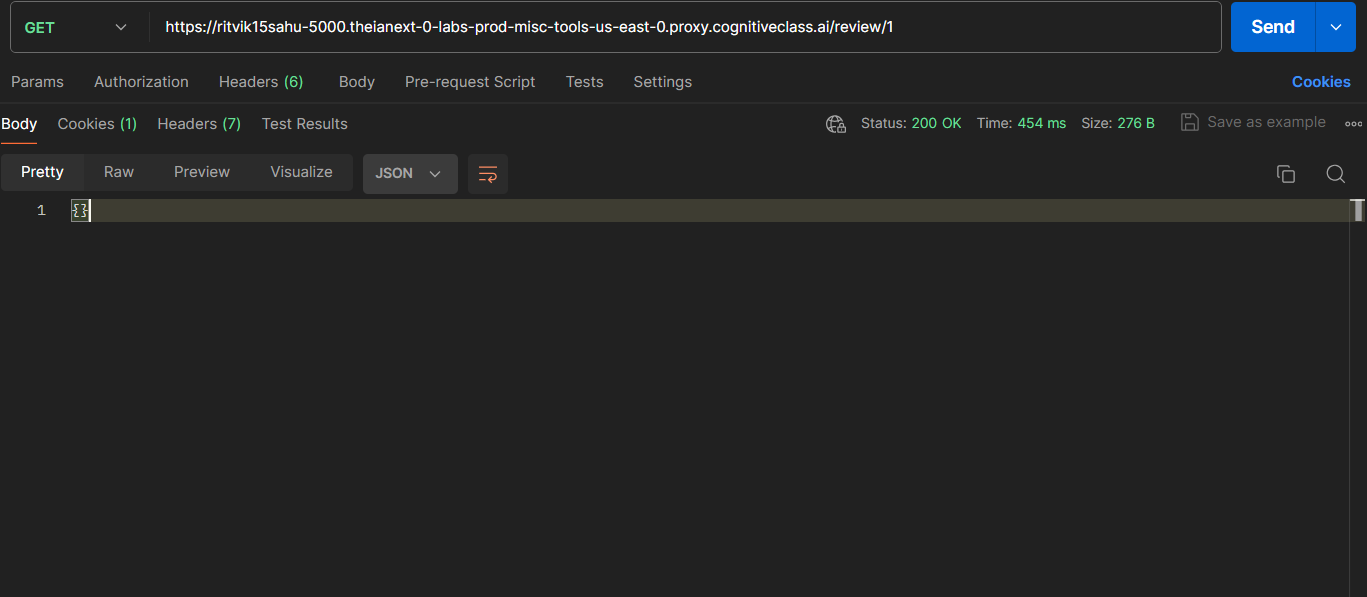 GET https://ritvik15sahu-5000.theianext-0-labs-prod-misc-tools-us-east-0.proxy.cognitiveclass.ai/review/1 Send
Params Authorization Headers (6) Body Pre-request Script Tests Settings Cookies
Body Cookies (1) Headers (7) Test Results Status: 200 OK Time: 454 ms Size: 276 B Save as example
Pretty Raw Preview Visualize JSON
1 {}